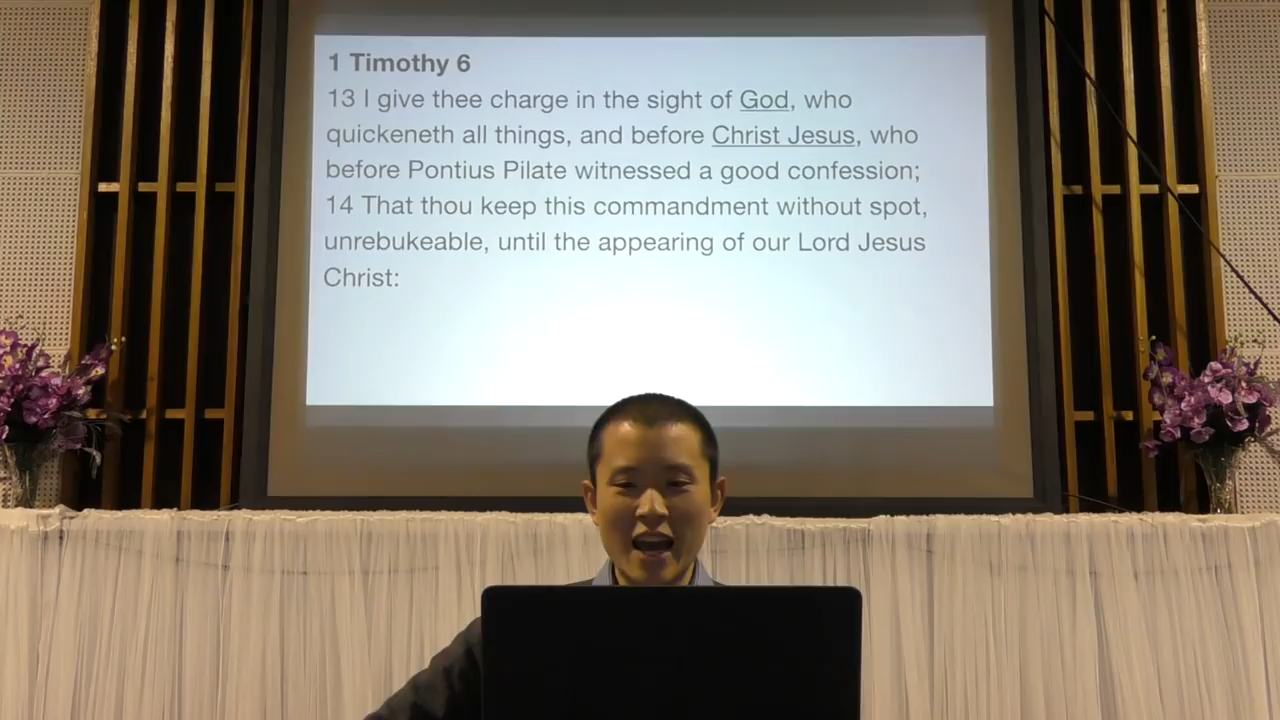 1 Timothy 6
13 I give thee charge in the sight of God, who
quickeneth all things, and before Christ Jesus, who
before Pontius Pilate witnessed a good confession;
14 That thou keep this commandment without spot,
unrebukeable, until the appearing of our Lord Jesus
Christ: